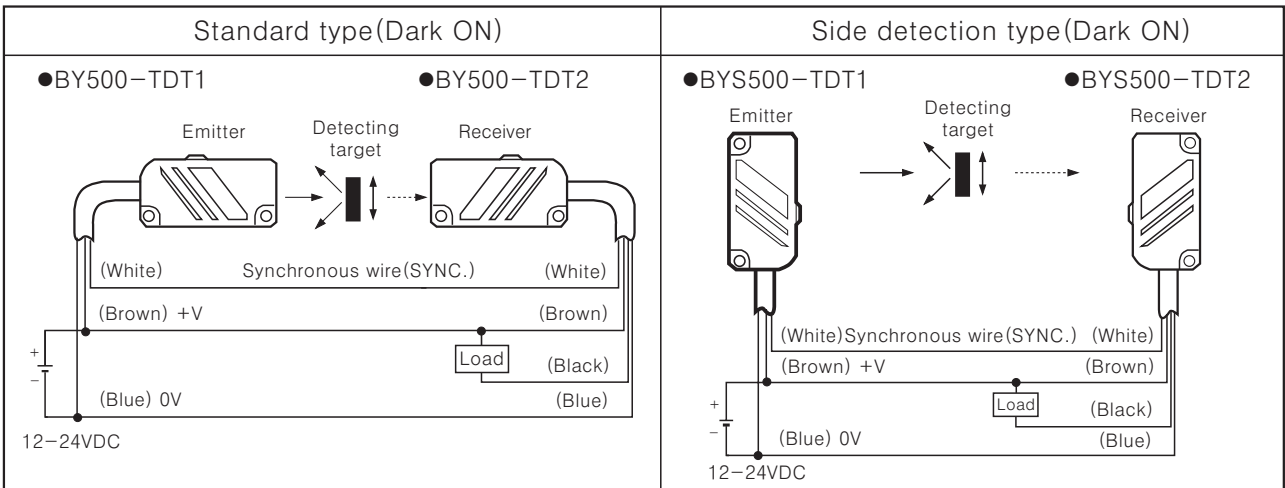 Standard type(Dark ON)
●BY500-TDT1
●BY500-TDT2
Emitter
Detecting
target
Receiver
(White)
Synchronous wire(SYNC.)
(White)
(Brown) +V
(Brown)
+
Load
(Black)
-
(Blue) 0V
(Blue)
12-24VDC
Side detection type(Dark ON)
●BYS500-TDT1
●BYS500-TDT2
Emitter
Detecting
target
Receiver
(White)Synchronous wire(SYNC.) (White)
(Brown) +V
(Brown)
+
Load
(Black)
-
(Blue) 0V
(Blue)
12-24VDC